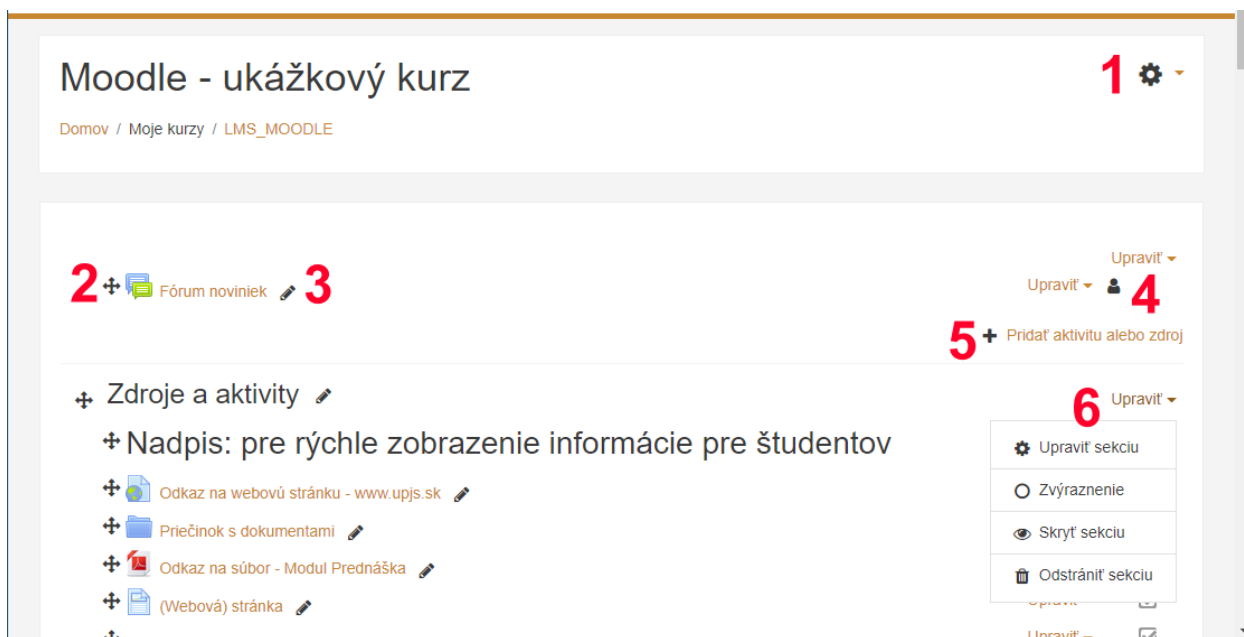 Moodle - ukážkový kurz
1
Domov / Moje kurzy / LMS_MOODLE
Upraviť
2 Fórum noviniek 3
Upraviť 4
5 Pridať aktivitu alebo zdroj
Zdroje a aktivity
6 Upraviť
Nadpis: pre rýchle zobrazenie informácie pre študentov
Upraviť sekciu
Odkaz na webovú stránku - www.upjs.sk
Zvýraznenie
Priečinok s dokumentami
Skryť sekciu
Odkaz na súbor - Modul Prednáška
Odstrániť sekciu
(Webová) stránka
Upraviť